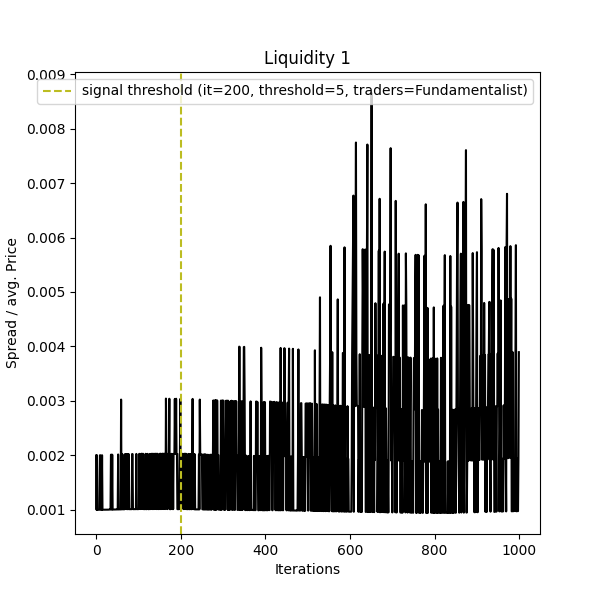 Liquidity 1
signal threshold (it=200, threshold=5, traders=Fundamentalist)
Spread / avg. Price
0.009
0.008
0.007
0.006
0.005
0.004
0.003
0.002
0.001
0 200 400 600 800 1000
Iterations